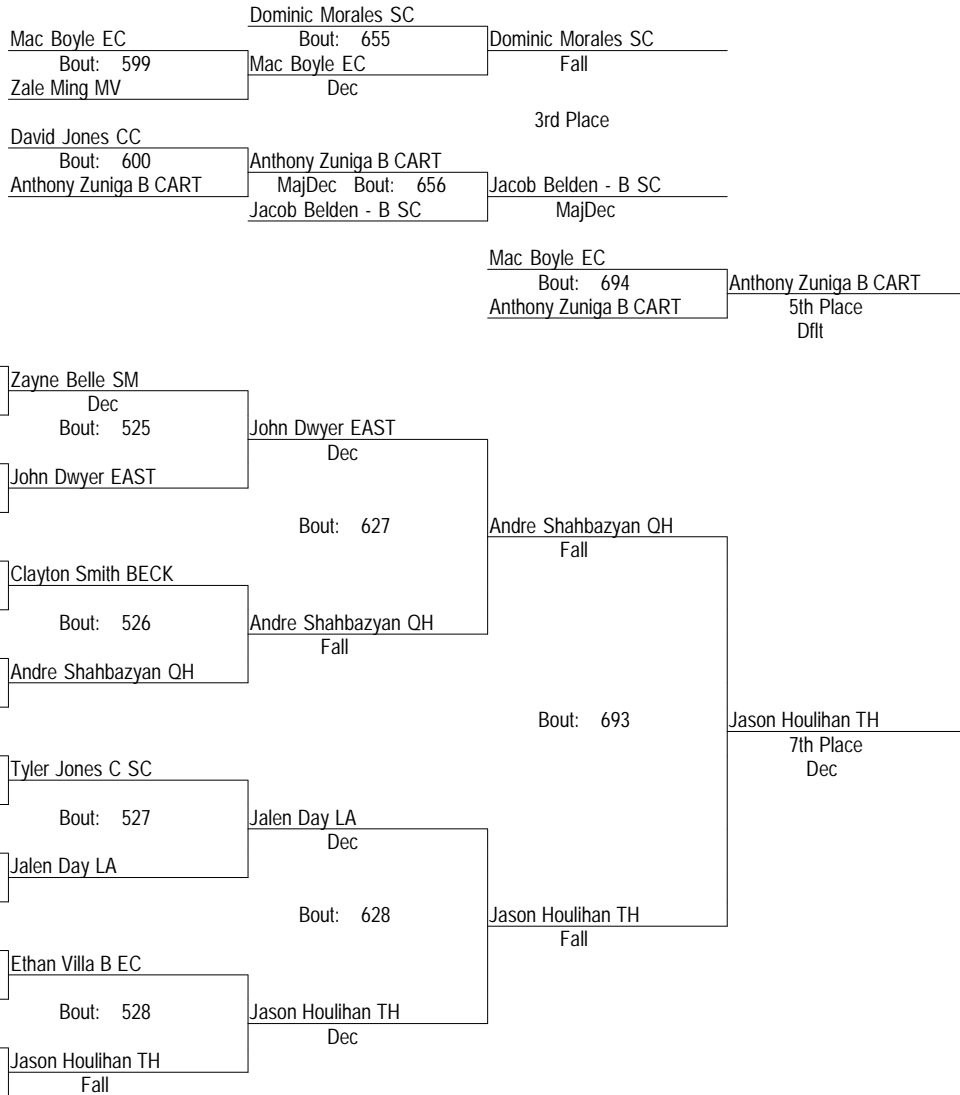 Dominic Morales SC
Mac Boyle EC
Bout: 655
Dominic Morales SC
Bout: 599
Mac Boyle EC
Fall
Zale Ming MV
Dec
3rd Place
David Jones CC
Bout: 600
Anthony Zuniga B CART
Anthony Zuniga B CART
MajDec Bout: 656
Jacob Belden - B SC
Jacob Belden - B SC
MajDec
Mac Boyle EC
Bout: 694
Anthony Zuniga B CART
Anthony Zuniga B CART
5th Place
Dflt
Zayne Belle SM
Dec
Bout: 525
John Dwyer EAST
Dec
John Dwyer EAST
Bout: 627
Andre Shahbazyan QH
Fall
Clayton Smith BECK
Bout: 526
Andre Shahbazyan QH
Fall
Andre Shahbazyan QH
Bout: 693
Jason Houlihan TH
7th Place
Dec
Tyler Jones C SC
Bout: 527
Jalen Day LA
Dec
Jalen Day LA
Bout: 628
Jason Houlihan TH
Fall
Ethan Villa B EC
Bout: 528
Jason Houlihan TH
Dec
Jason Houlihan TH
Fall